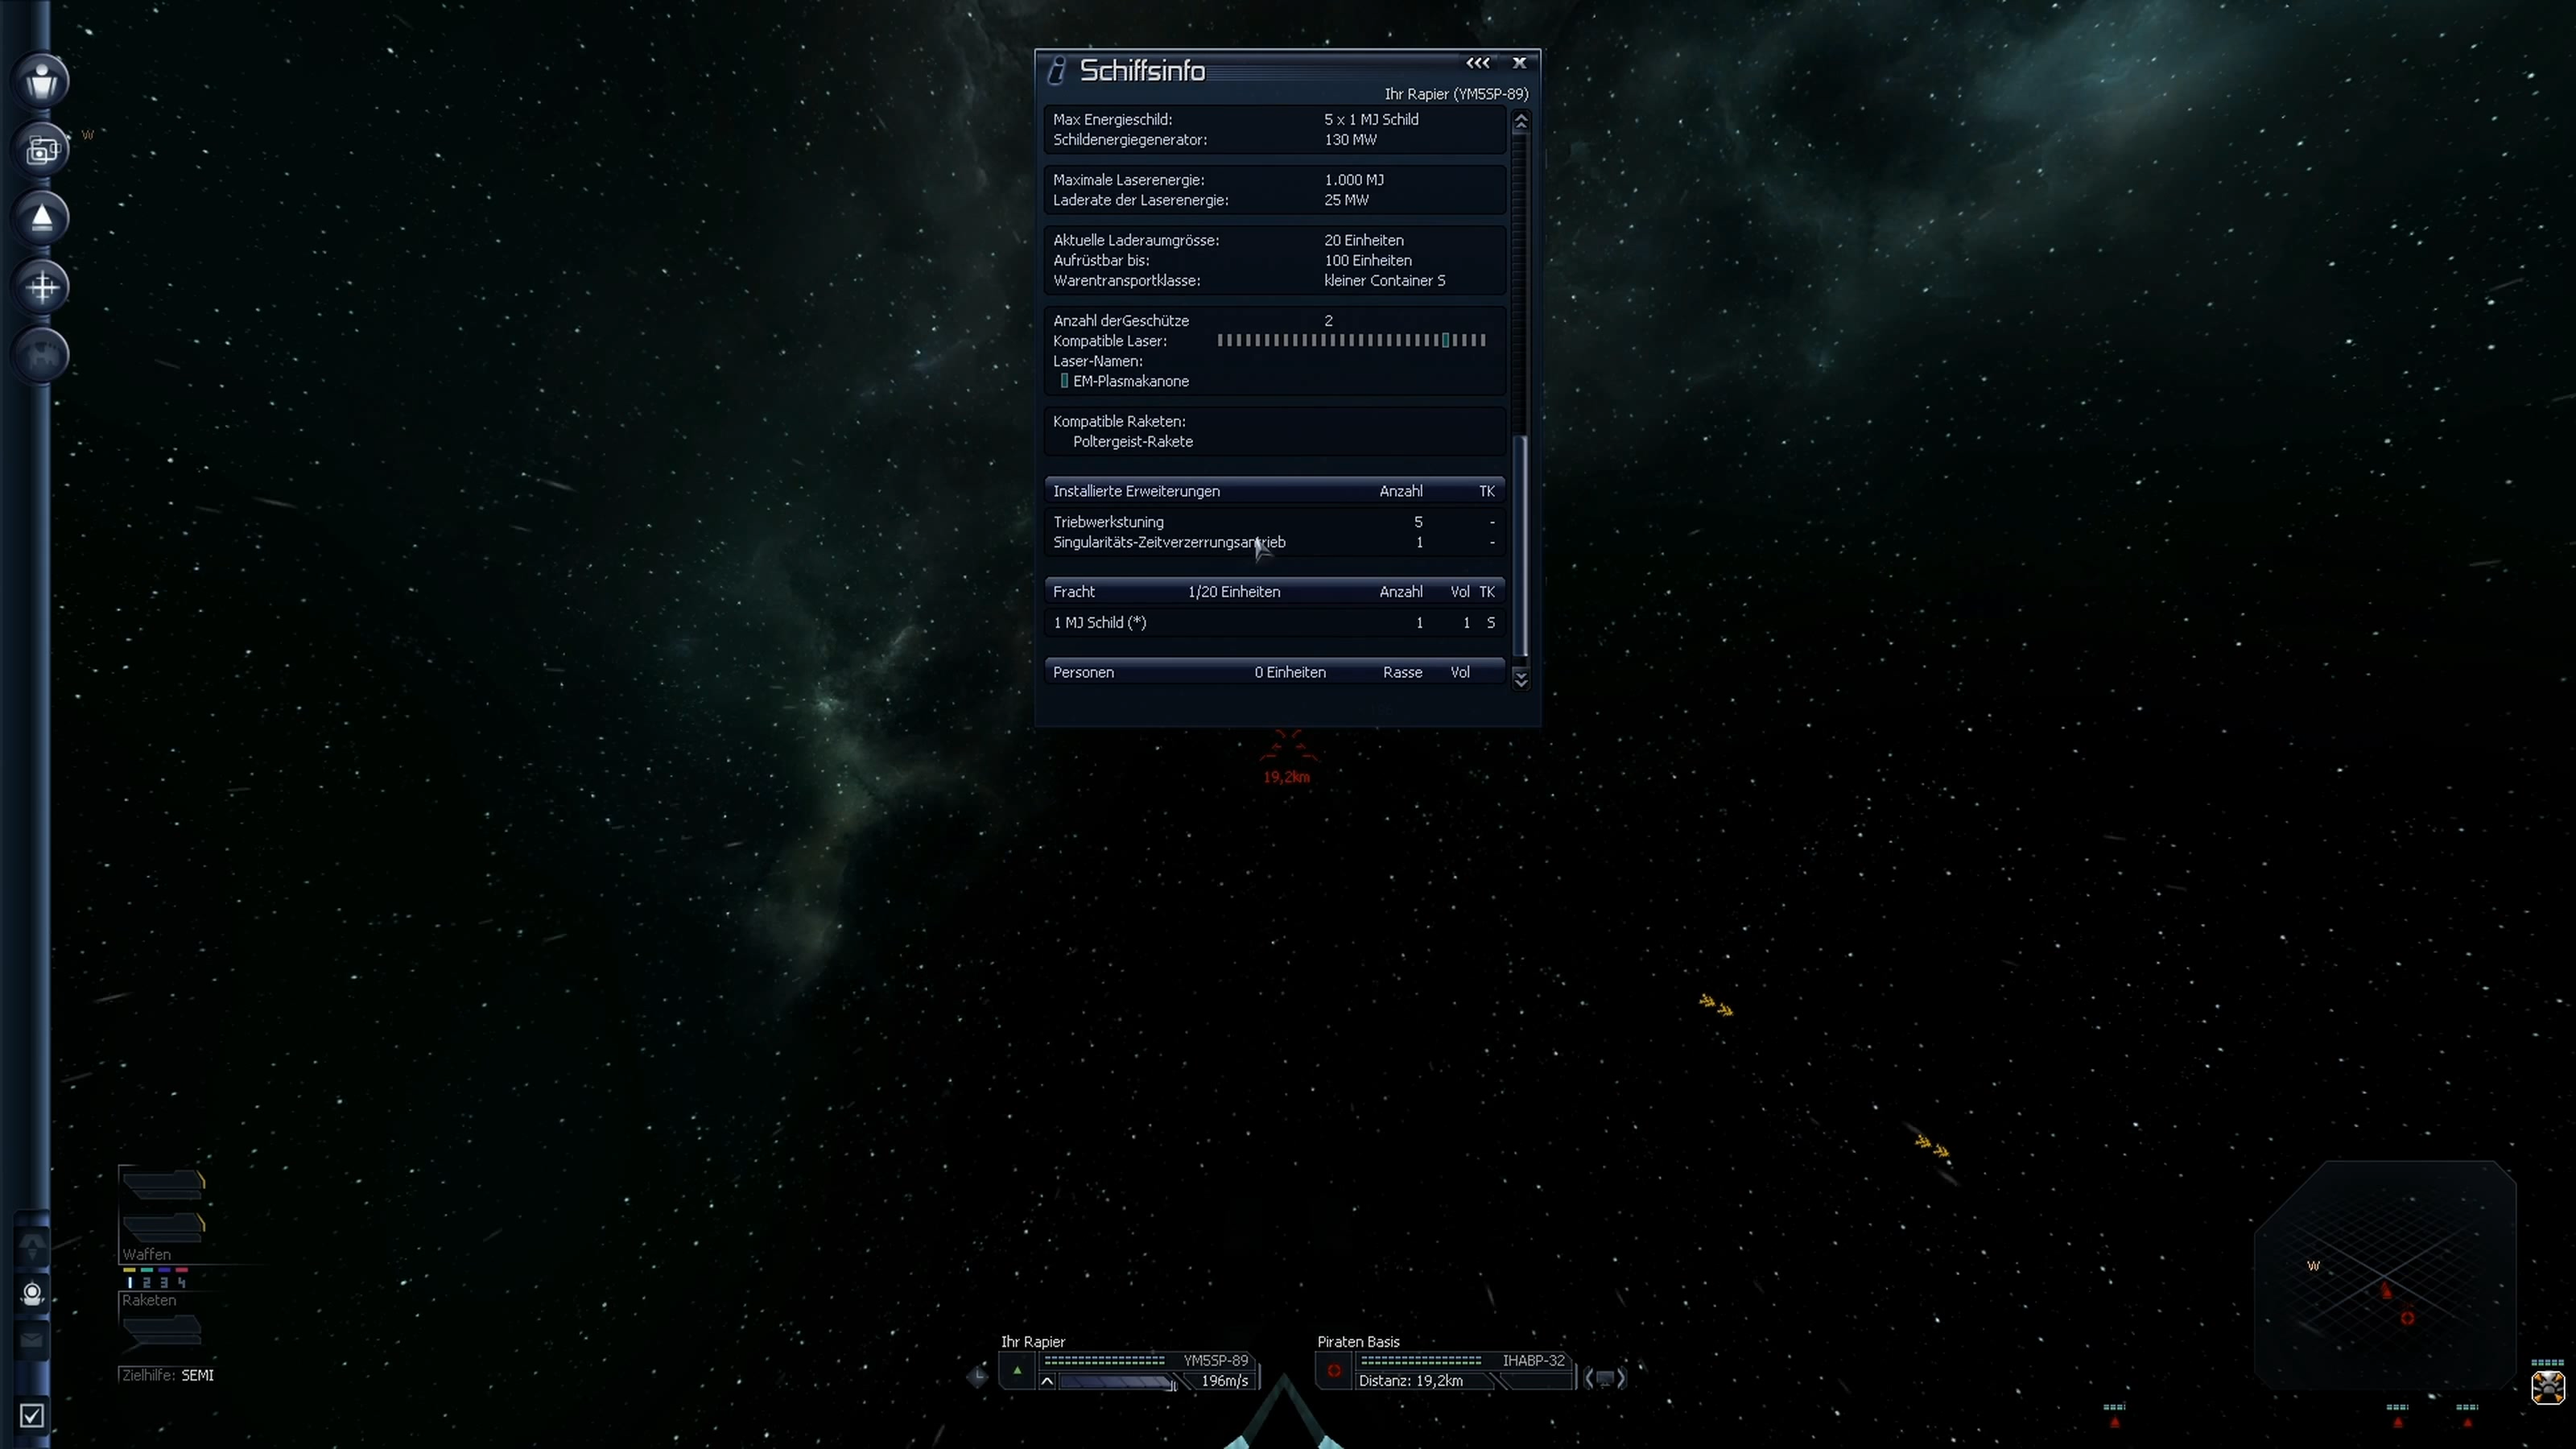 Schiffsinfo
Ihr Rapier (YM5SP-89)
Max Energieschild: 5 x 1 MJ Schild
Schildenergiegenerator: 130 MW
Maximale Laserenergie: 1.000 MJ
Laderate der Laserenergie: 25 MW
Aktuelle Laderaumgrösse: 20 Einheiten
Aufrüstbar bis: 100 Einheiten
Warentransportklasse: kleiner Container S
Anzahl derGeschütze 2
Kompatible Laser:
Laser-Namen:
EM-Plasmakanone
Kompatible Raketen:
Poltergeist-Rakete
Installierte Erweiterungen Anzahl TK
Triebwerkstuning 5 -
Singularitäts-Zeitverzerrungsantrieb 1 -
Fracht 1/20 Einheiten Anzahl Vol TK
1 MJ Schild (*) 1 1 S
Personen 0 Einheiten Rasse Vol
W
19,2km
Waffen
1 2 3 4
Raketen
Zielhilfe: SEMI
Ihr Rapier
YM5SP-89
196m/s
Piraten Basis
IHABP-32
Distanz: 19,2km
W